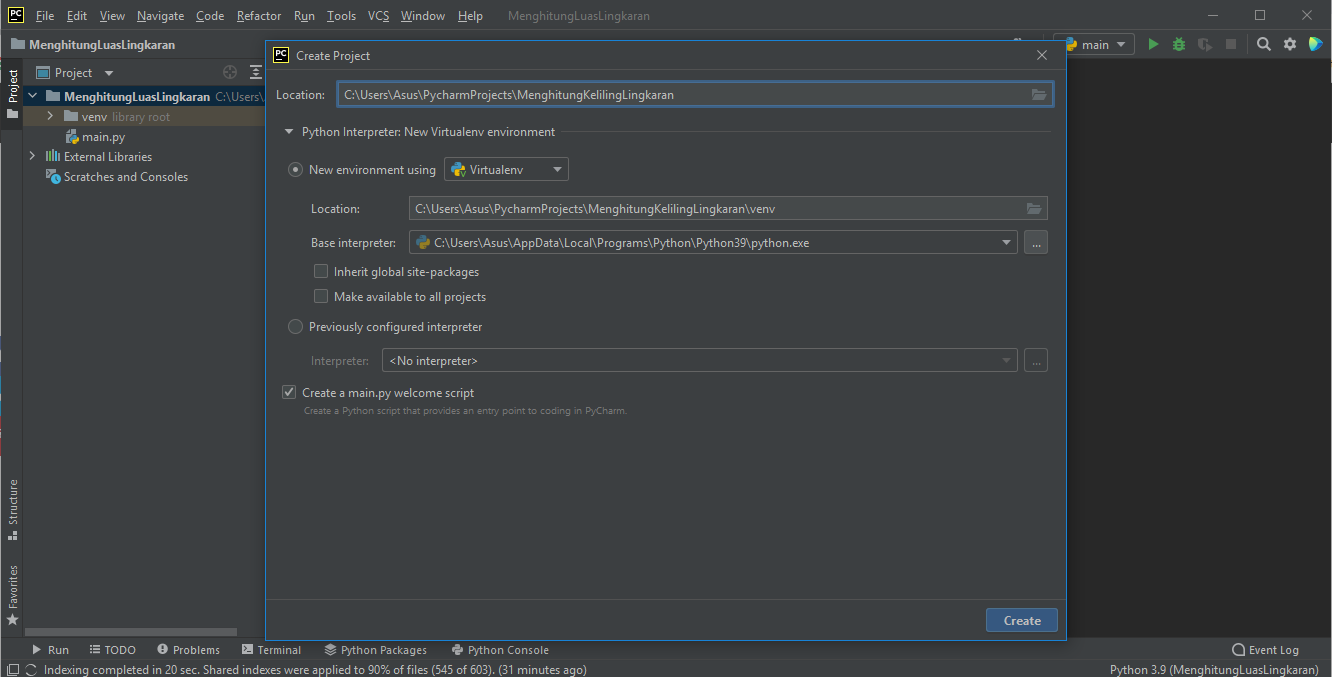 PC File Edit View Navigate Code Refactor Run Tools VCS Window Help MenghitungLuasLingkaran
MenghitungLuasLingkaran
main
Project
Project
MenghitungLuasLingkaran C:\Users\
venv library root
main.py
External Libraries
Scratches and Consoles
Structure
Favorites
PC Create Project
Location: C:\Users\Asus\PycharmProjects\MenghitungKelilingLingkaran
Python Interpreter: New Virtualenv environment
New environment using Virtualenv
Location: C:\Users\Asus\PycharmProjects\MenghitungKelilingLingkaran\venv
Base interpreter: C:\Users\Asus\AppData\Local\Programs\Python\Python39\python.exe ...
Inherit global site-packages
Make available to all projects
Previously configured interpreter
Interpreter: <No interpreter> ...
Create a main.py welcome script
Create a Python script that provides an entry point to coding in PyCharm.
Create
Run TODO Problems Terminal Python Packages Python Console Event Log
Indexing completed in 20 sec. Shared indexes were applied to 90% of files (545 of 603). (31 minutes ago) Python 3.9 (MenghitungLuasLingkaran)